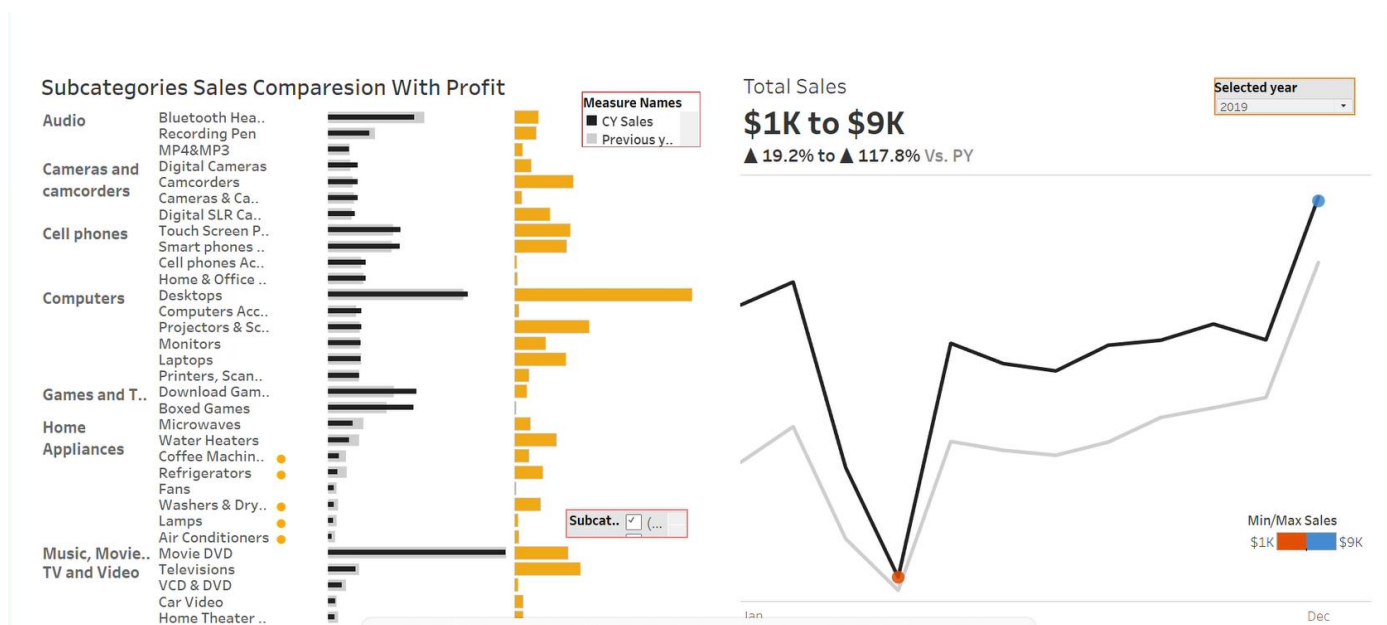 Subcategories Sales Comparesion With Profit
Measure Names
CY Sales
Previous y..
Audio
Bluetooth Hea..
Recording Pen
MP4&MP3
Cameras and
camcorders
Digital Cameras
Camcorders
Cameras & Ca..
Digital SLR Ca..
Cell phones
Touch Screen P..
Smart phones ..
Cell phones Ac..
Home & Office ..
Computers
Desktops
Computers Acc..
Projectors & Sc..
Monitors
Laptops
Printers, Scan..
Games and T..
Download Gam..
Boxed Games
Home
Appliances
Microwaves
Water Heaters
Coffee Machin..
Refrigerators
Fans
Washers & Dry..
Lamps
Air Conditioners
Music, Movie..
Movie DVD
TV and Video
Televisions
VCD & DVD
Car Video
Home Theater ..
Subcat.. (...
Total Sales
$1K to $9K
▲ 19.2% to ▲ 117.8% Vs. PY
Selected year
2019
Min/Max Sales
$1K $9K
Jan Dec